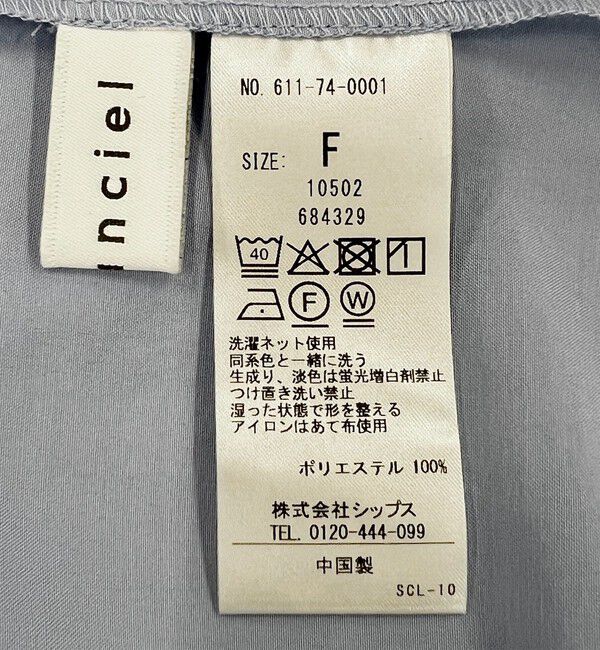 nciel
NO. 611-74-0001
SIZE: F
10502
684329
40
F W
洗濯ネット使用
同系色と一緒に洗う
生成り、淡色は蛍光増白剤禁止
つけ置き洗い禁止
湿った状態で形を整える
アイロンはあて布使用
ポリエステル 100%
株式会社シップス
TEL. 0120-444-099
中国製
SCL-10